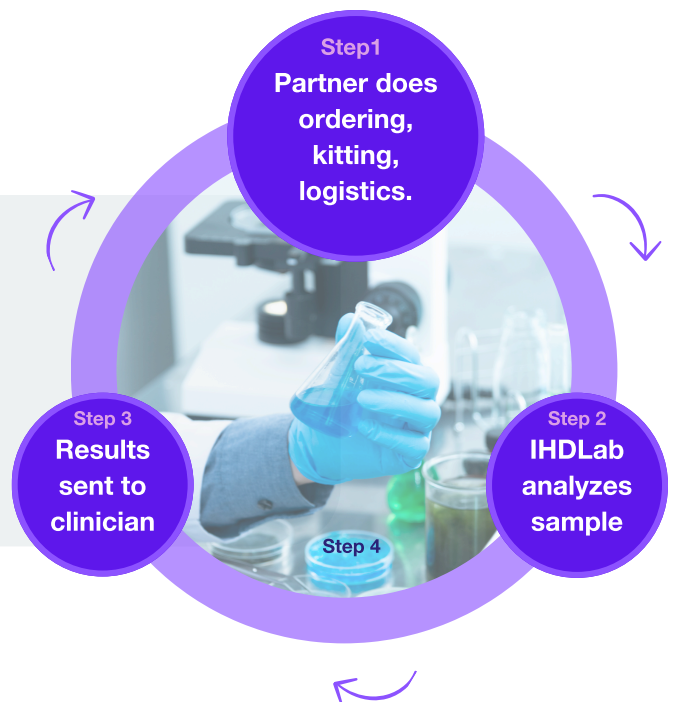 Step1
Partner does
ordering,
kitting,
logistics.
Step 2
IHDLab
analyzes
sample
Step 3
Results
sent to
clinician
Step 4